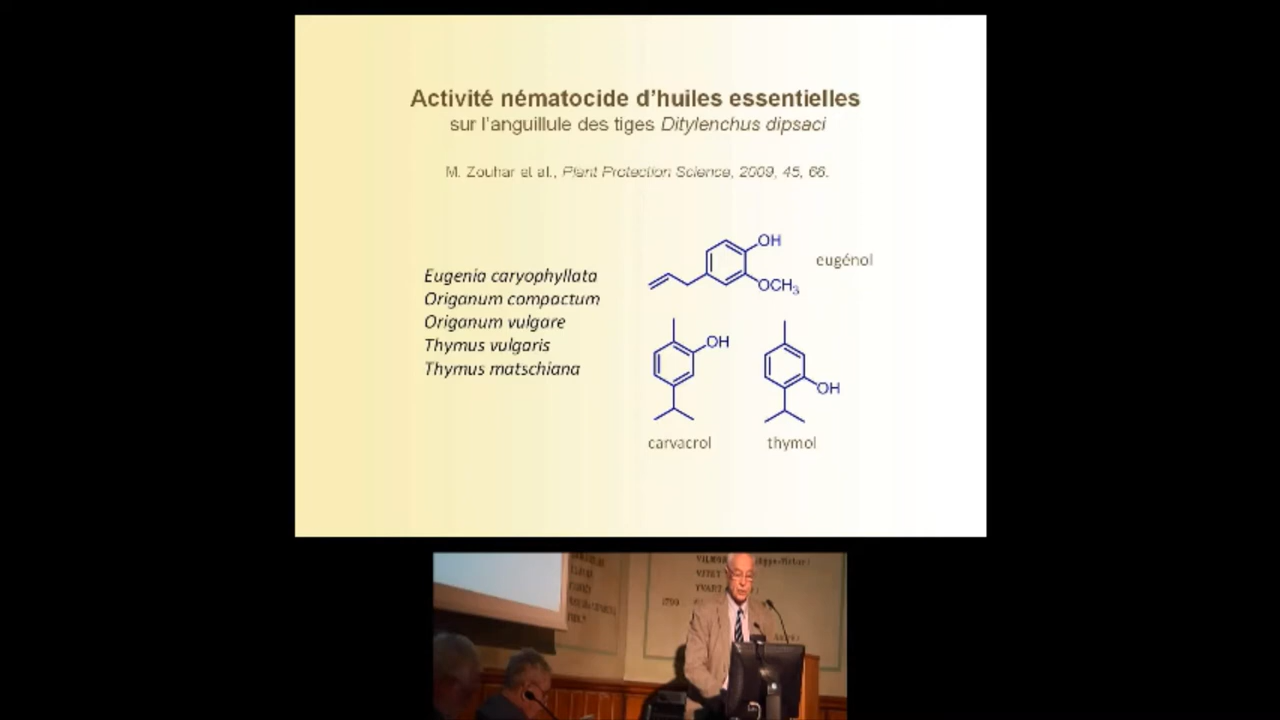 Activité nématocide d'huiles essentielles
sur l'anguillule des tiges Ditylenchus dipsaci
M. Zouhar et al., Plant Protection Science, 2009, 45, 66.
Eugenia caryophyllata
Origanum compactum
Origanum vulgare
Thymus vulgaris
Thymus matschiana
OH
OCH3
eugénol
OH
carvacrol
OH
thymol
VITET